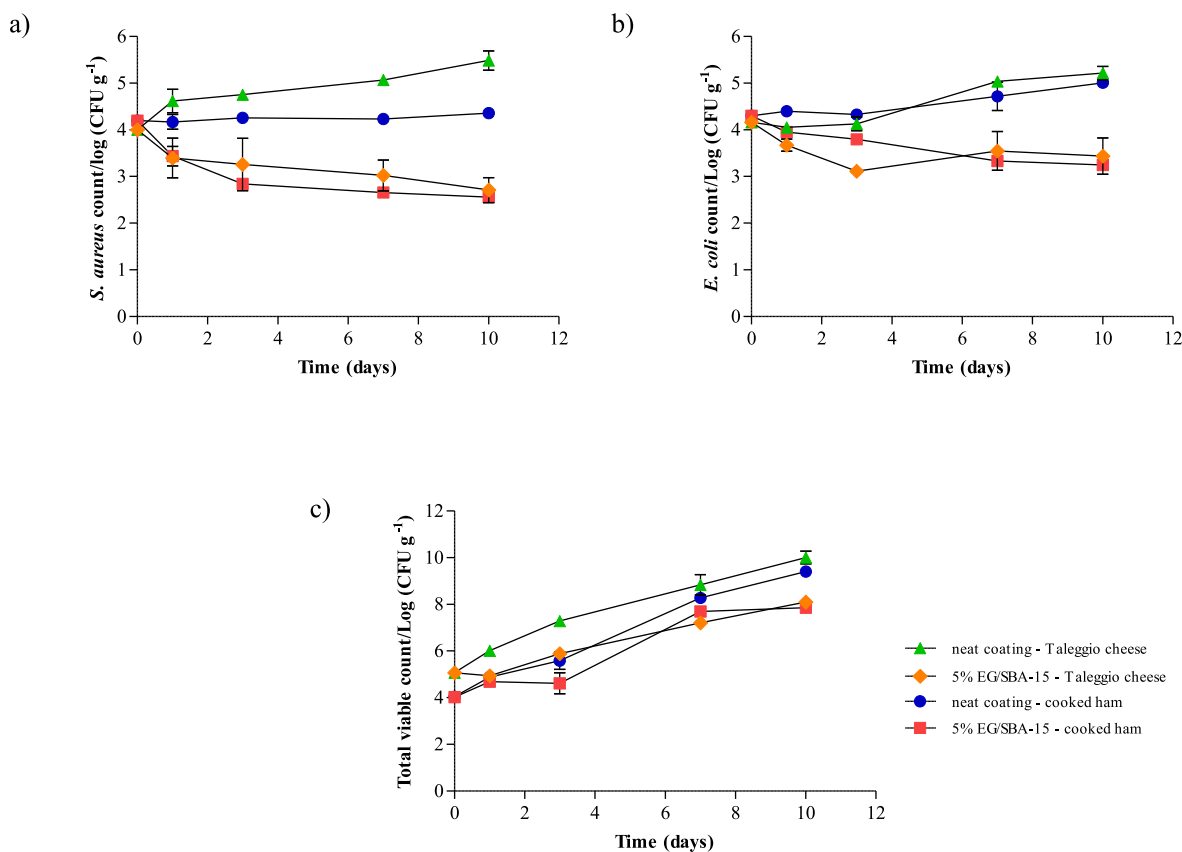 a)
S. aureus count/log (CFU g⁻¹)
6
5
4
3
2
1
0
0 2 4 6 8 10 12
Time (days)
b)
E. coli count/Log (CFU g⁻¹)
6
5
4
3
2
1
0
0 2 4 6 8 10 12
Time (days)
c)
Total viable count/Log (CFU g⁻¹)
12
10
8
6
4
2
0
0 2 4 6 8 10 12
Time (days)
neat coating - Taleggio cheese
5% EG/SBA-15 - Taleggio cheese
neat coating - cooked ham
5% EG/SBA-15 - cooked ham